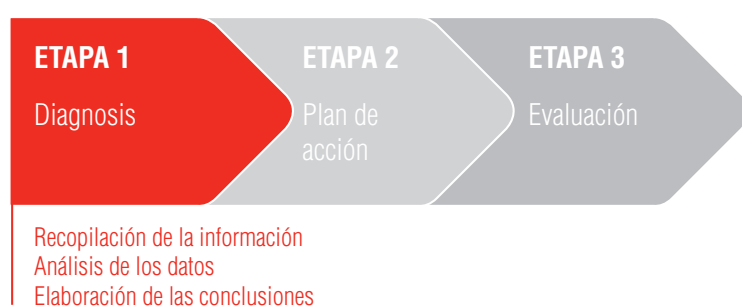 ETAPA 1
Diagnosis
ETAPA 2
Plan de
acción
ETAPA 3
Evaluación
Recopilación de la información
Análisis de los datos
Elaboración de las conclusiones